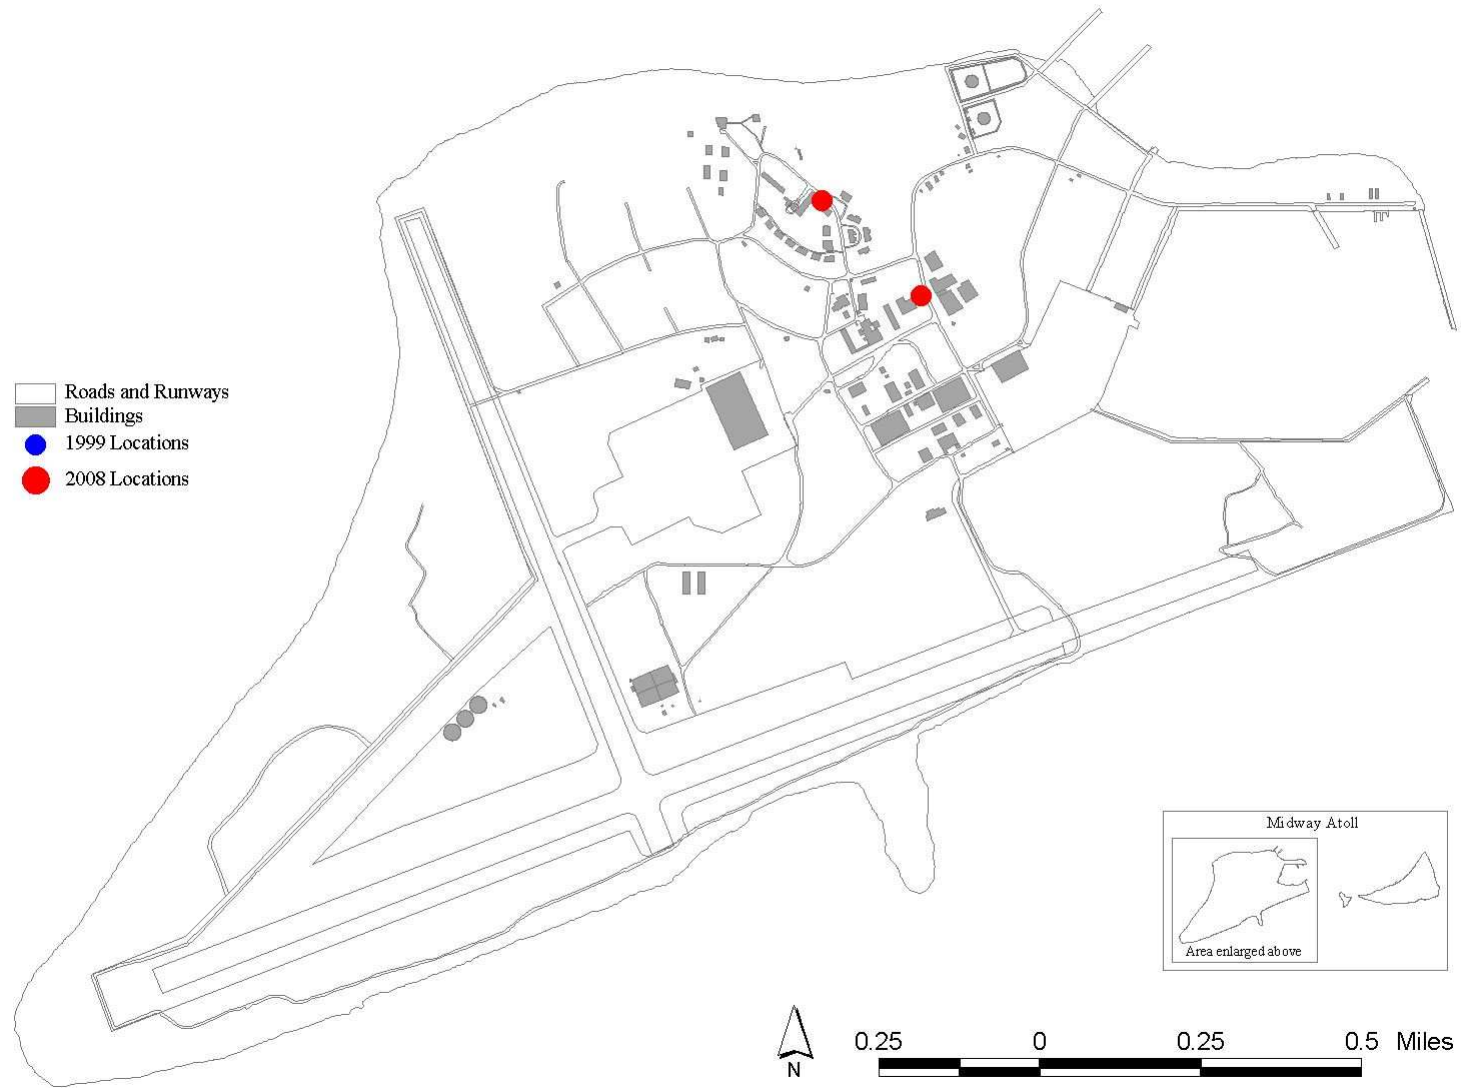 Roads and Runways
Buildings
1999 Locations
2008 Locations
Midway Atoll
Area enlarged above
N
0.25 0 0.25 0.5 Miles